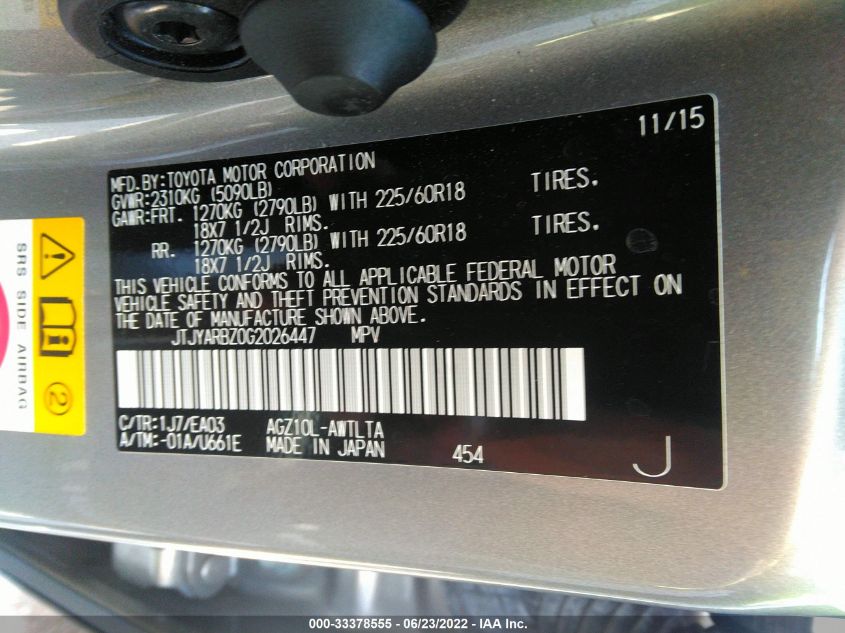 11/15
MFD.BY:TOYOTA MOTOR CORPORATION
GVWR:2310KG (5090LB)
GAWR:FRT. 1270KG (2790LB) WITH 225/60R18 TIRES.
18X7 1/2J RIMS.
RR. 1270KG (2790LB) WITH 225/60R18 TIRES.
18X7 1/2J RIMS.
THIS VEHICLE CONFORMS TO ALL APPLICABLE FEDERAL MOTOR
VEHICLE SAFETY AND THEFT PREVENTION STANDARDS IN EFFECT ON
THE DATE OF MANUFACTURE SHOWN ABOVE.
JTJYARBZ0G2026447 MPV
C/TR:1J7/EA03 AGZ10L-AWTLTA
A/TM:-01A/U661E MADE IN JAPAN 454
J
SRS SIDE AIRBAG
2
000-33378555 - 06/23/2022 - IAA Inc.